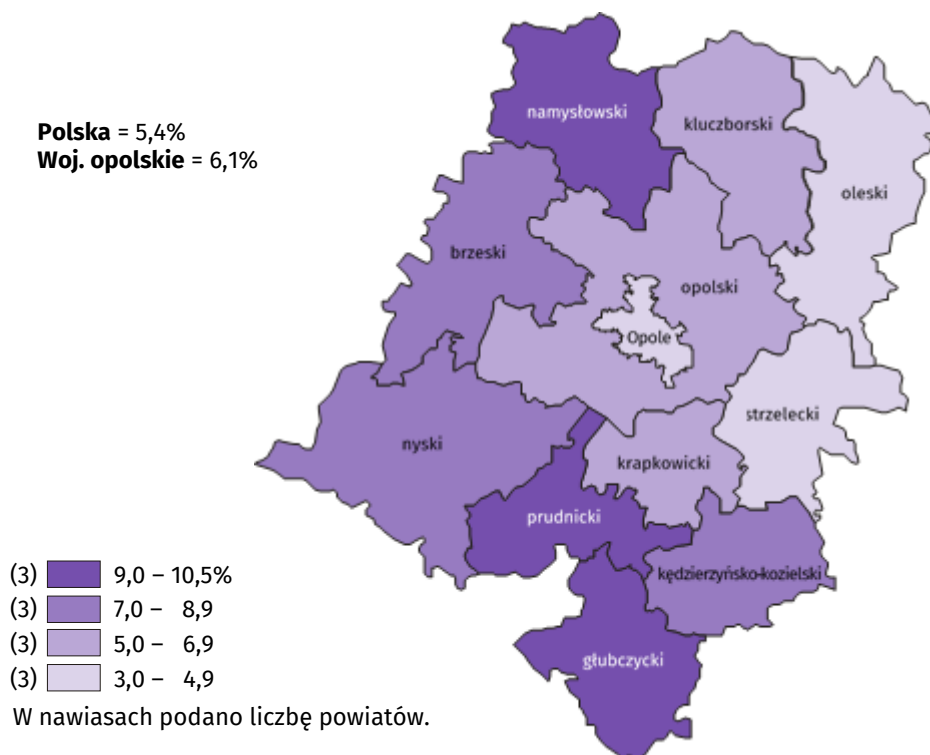 Polska = 5,4%
Woj. opolskie = 6,1%
namysłowski
kluczborski
oleski
brzeski
opolski
Opole
strzelecki
nyski
krapkowicki
prudnicki
kędzierzyńsko-kozielski
głubczycki
(3) 9,0 – 10,5%
(3) 7,0 – 8,9
(3) 5,0 – 6,9
(3) 3,0 – 4,9
W nawiasach podano liczbę powiatów.